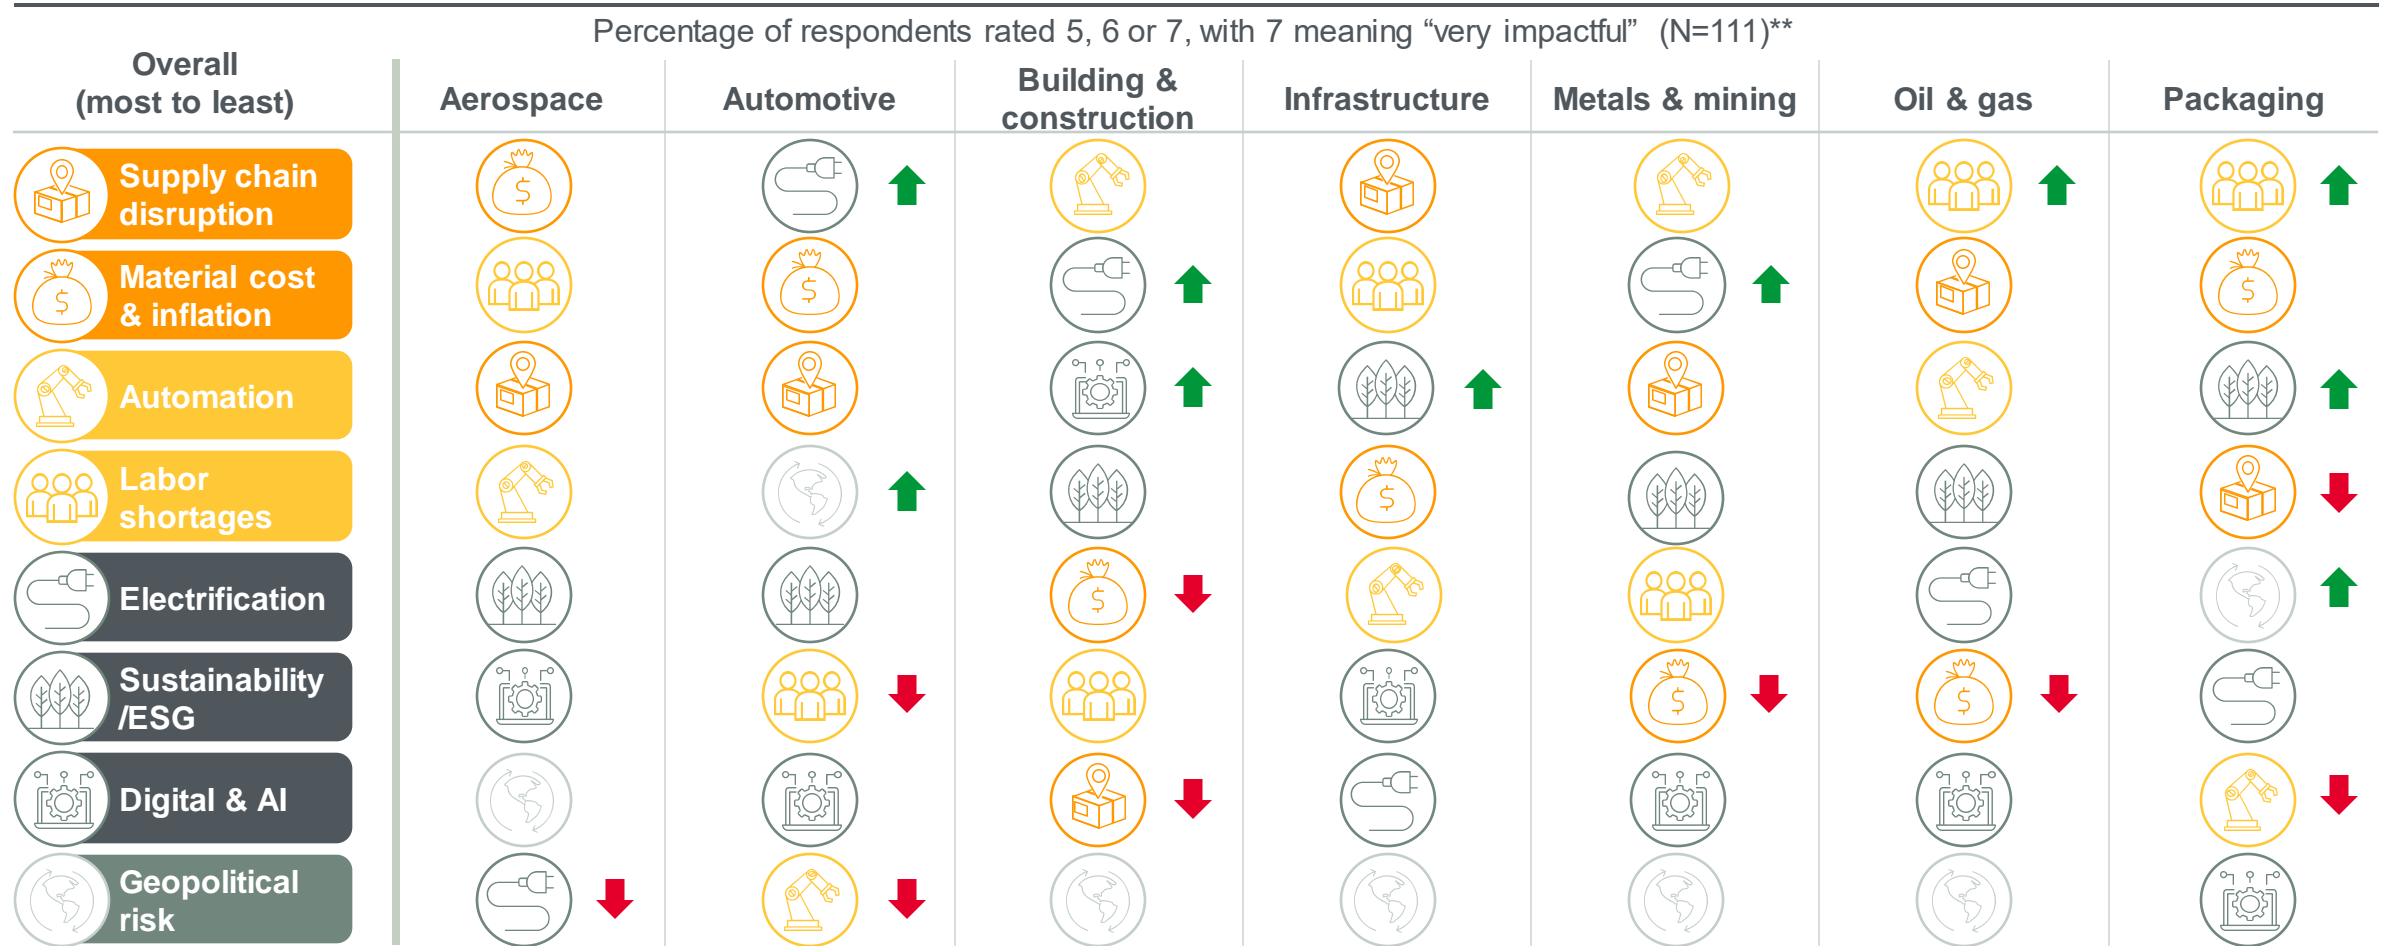 Percentage of respondents rated 5, 6 or 7, with 7 meaning “very impactful” (N=111)**
Overall
(most to least)
Aerospace
Automotive
Building &
construction
Infrastructure
Metals & mining
Oil & gas
Packaging
Supply chain
disruption
Material cost
& inflation
Automation
Labor
shortages
Electrification
Sustainability
/ESG
Digital & AI
Geopolitical
risk